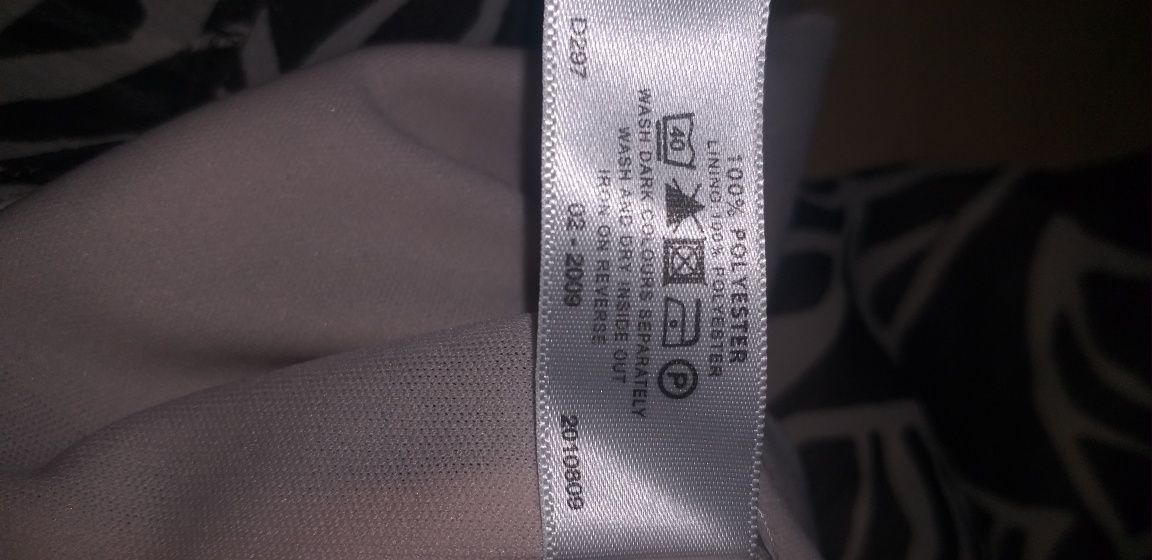 100% POLYESTER
LINING 100% POLYESTER
40 P
WASH DARK COLOURS SEPARATELY
WASH AND DRY INSIDE OUT
IRON ON REVERSE
D297 02 - 2009 2010809